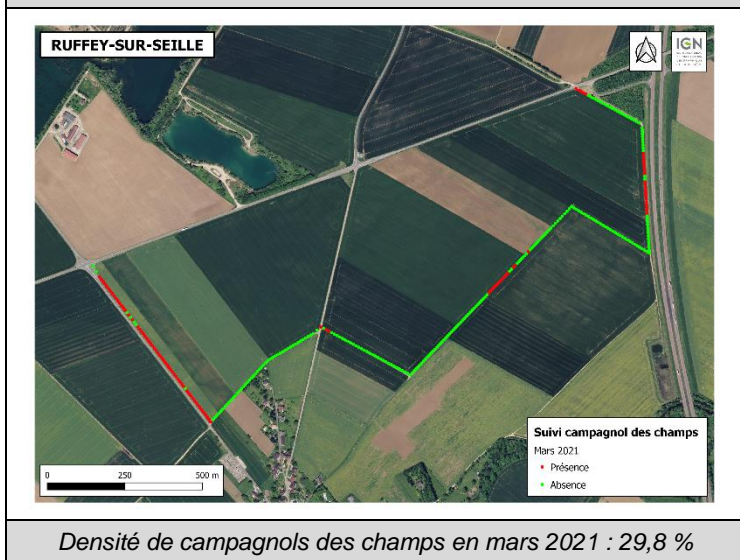 RUFFEY-SUR-SEILLE
IGN
Suivi campagnol des champs
Mars 2021
Présence
Absence
0 250 500 m
Densité de campagnols des champs en mars 2021 : 29,8 %